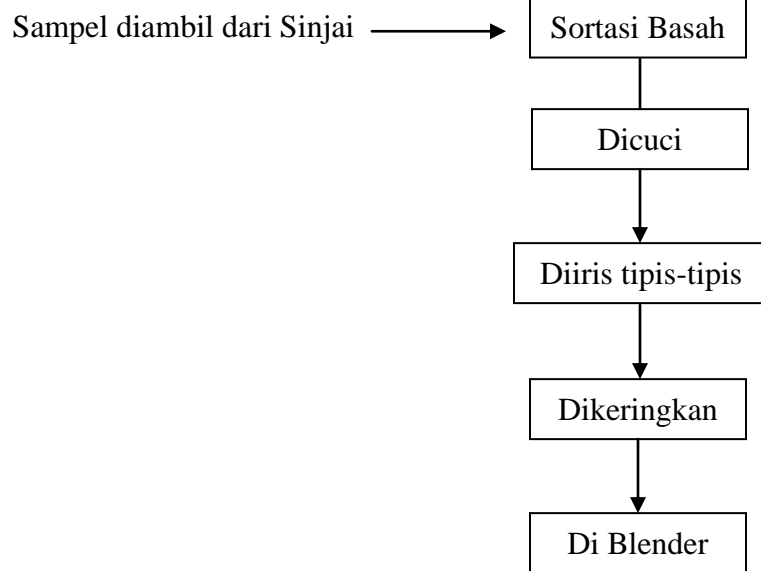 Sampel diambil dari Sinjai
Sortasi Basah
Dicuci
Diiris tipis-tipis
Dikeringkan
Di Blender